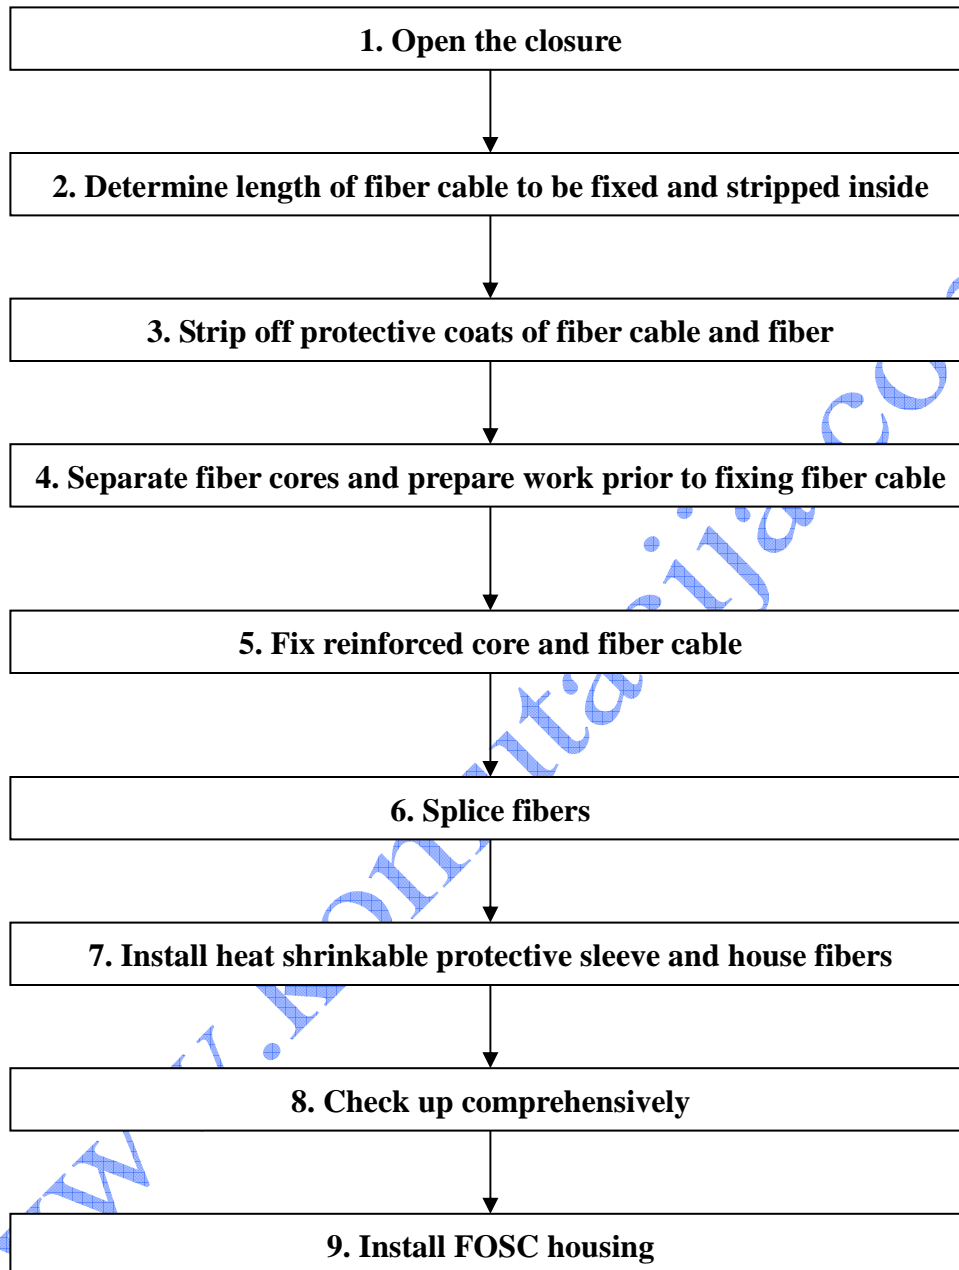 1. Open the closure
2. Determine length of fiber cable to be fixed and stripped inside
3. Strip off protective coats of fiber cable and fiber
4. Separate fiber cores and prepare work prior to fixing fiber cable
5. Fix reinforced core and fiber cable
6. Splice fibers
7. Install heat shrinkable protective sleeve and house fibers
8. Check up comprehensively
9. Install FOSC housing